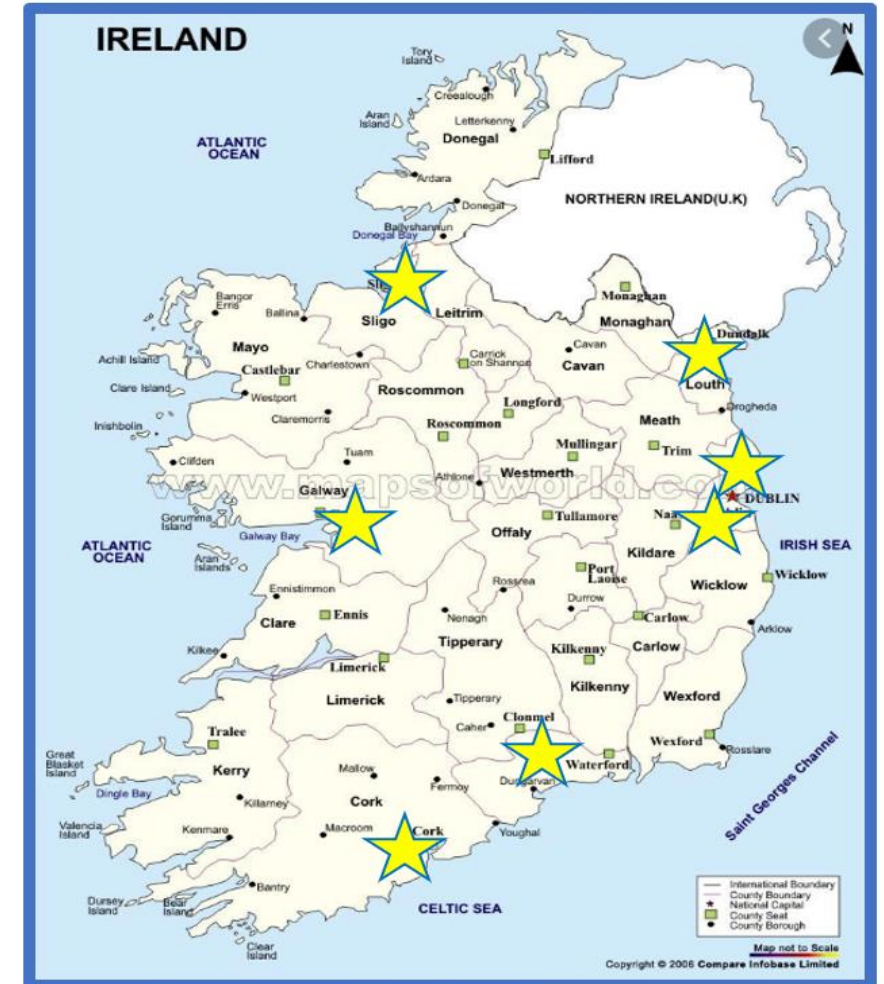 IRELAND
N
Tory
Island
Creealough
Aran
Island
Letterkenny
Donegal
ATLANTIC
OCEAN
Lifford
Ardara
NORTHERN IRELAND(U.K)
Donegal
Ballyshannun
Donegal Bay
Monaghan
Bangor
Erris
Ballina
Sligo
Leitrim
Monaghan
Dundalk
Mayo
Cavan
Achill Island
Charlestown
Carrick
on Shannon
Cavan
Castlebar
Louth
Clare Island
Westport
Roscommon
Longford
Drogheda
Inishbolin
Claremorris
Roscommon
Meath
Mullingar
Trim
Clifden
Tuam
Athlone
Westmerth
www.mapsofworld.co
Galway
DUBLIN
Gorumma
Island
Tullamore
Naa
Galway Bay
Offaly
ATLANTIC
OCEAN
Aran
Islands
Kildare
IRISH SEA
Port
Laoise
Rossrea
Wicklow
Wicklow
Ennistimmon
Durrow
Clare
Ennis
Nenagh
Carlow
Arklow
Tipperary
Kilkee
Kilkenny
Carlow
Limerick
Kilkenny
Limerick
Tipperary
Wexford
Clonmel
Caher
Tralee
Wexford
Rosslare
Great
Blasket
Island
Waterford
Kerry
Mallow
Dungarvan
Dingle Bay
Fermoy
Killarney
Cork
Saint Georges Channel
Valencia
Island
Kenmare
Macroom
Cork
Youghal
Bantry
Dursey
Island
Bear
Island
CELTIC SEA
Clear
Island
International Boundary
County Boundary
National Capital
County Seat
County Borough
Map not to Scale
Copyright © 2006 Compare Infobase Limited